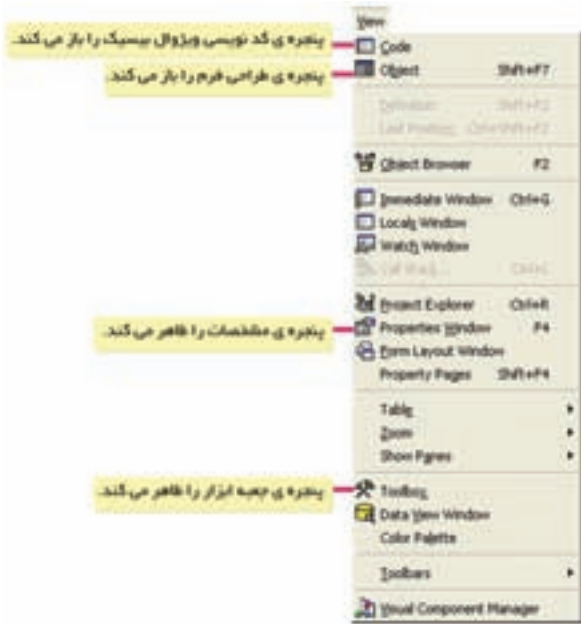 View
پنجره ی کد نویسی ویژوال بیسیک را باز می کند.
Code
پنجره ی طراحی فرم را باز می کند.
Object Shift+F7
Definition Shift+F2
Last Position Ctrl+Shift+F2
Object Browser F2
Immediate Window Ctrl+G
Locals Window
Watch Window
Call Stack... Ctrl+L
Project Explorer Ctrl+R
پنجره ی مشخصات را ظاهر می کند.
Properties Window F4
Form Layout Window
Property Pages Shift+F4
Table
Zoom
Show Panes
پنجره ی جعبه ابزار را ظاهر می کند.
Toolbox
Data View Window
Color Palette
Toolbars
Visual Component Manager